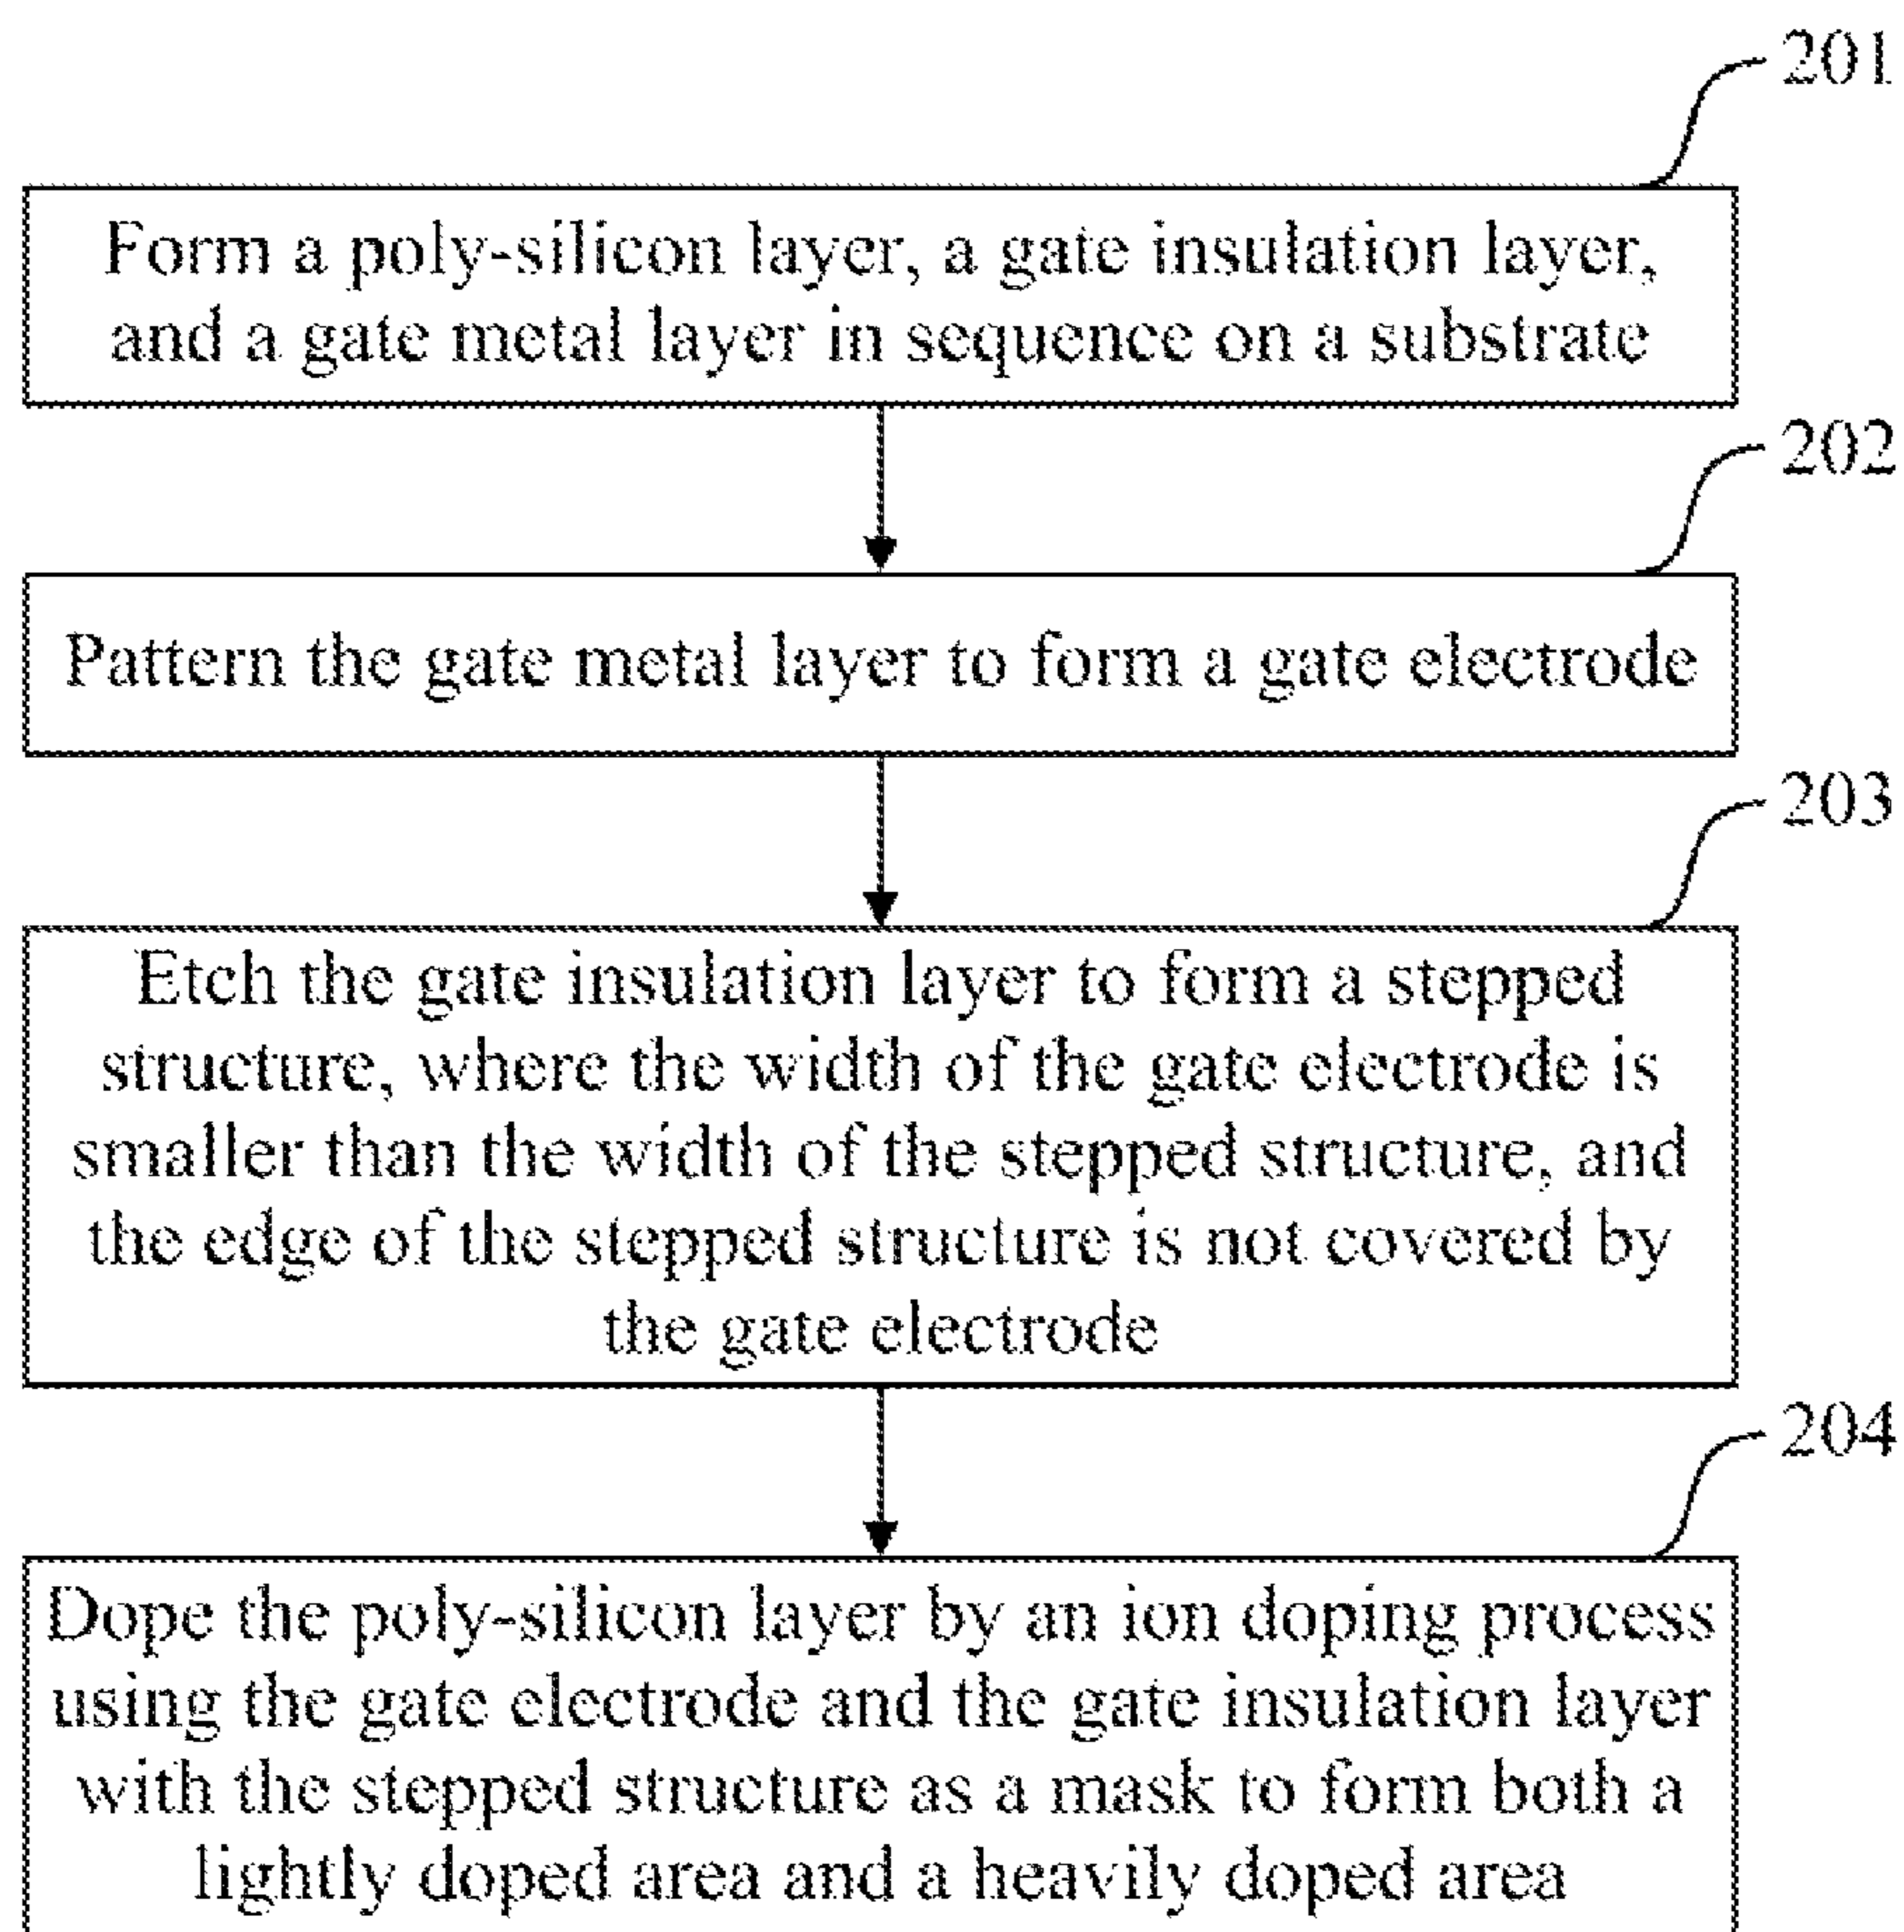 201
Form a poly-silicon layer, a gate insulation layer,
and a gate metal layer in sequence on a substrate
202
Pattern the gate metal layer to form a gate electrode
203
Etch the gate insulation layer to form a stepped
structure, where the width of the gate electrode is
smaller than the width of the stepped structure, and
the edge of the stepped structure is not covered by
the gate electrode
204
Dope the poly-silicon layer by an ion doping process
using the gate electrode and the gate insulation layer
with the stepped structure as a mask to form both a
lightly doped area and a heavily doped area